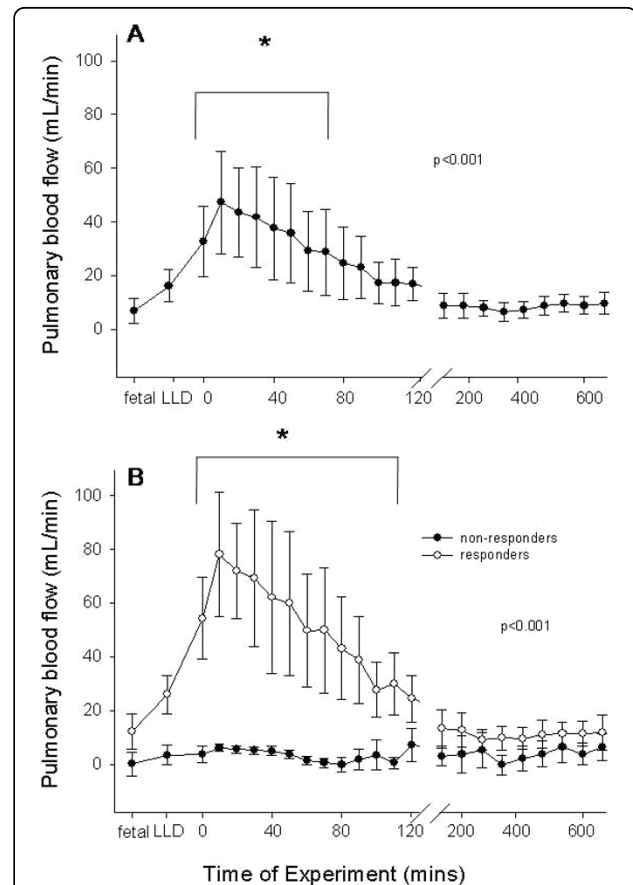 A
*
Pulmonary blood flow (mL/min)
100
80
60
40
20
0
p<0.001
fetal LLD 0 40 80 120 200 400 600
B
*
Pulmonary blood flow (mL/min)
100
80
60
40
20
0
non-responders
responders
p<0.001
fetal LLD 0 40 80 120 200 400 600
Time of Experiment (mins)